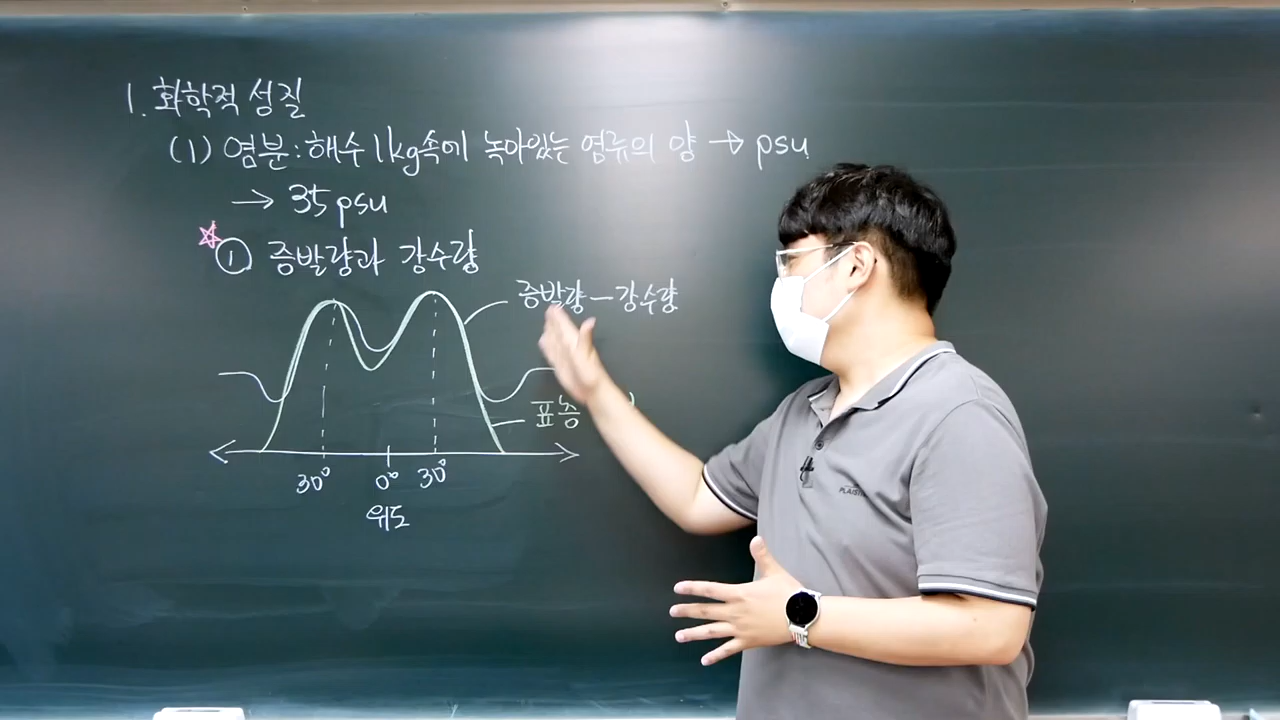 1. 화학적 성질
(1) 염분 : 해수 1kg속에 녹아있는 염류의 양 → psu
→ 35 psu
☆ ① 증발량과 강수량
증발량 - 강수량
표층
30° 0° 30°
위도